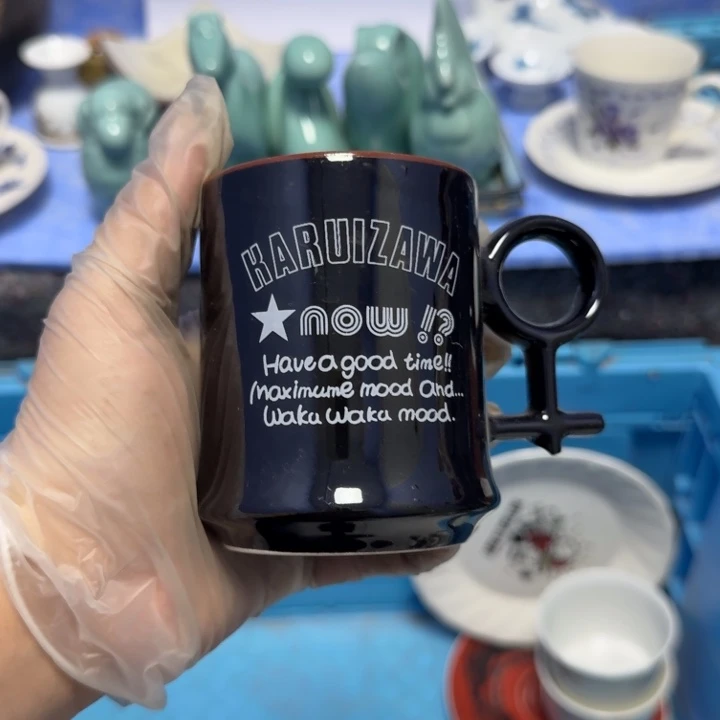 KARUIZAWA
★now!?
Have a good time!!
Maximume mood and...
Waku Waku mood.